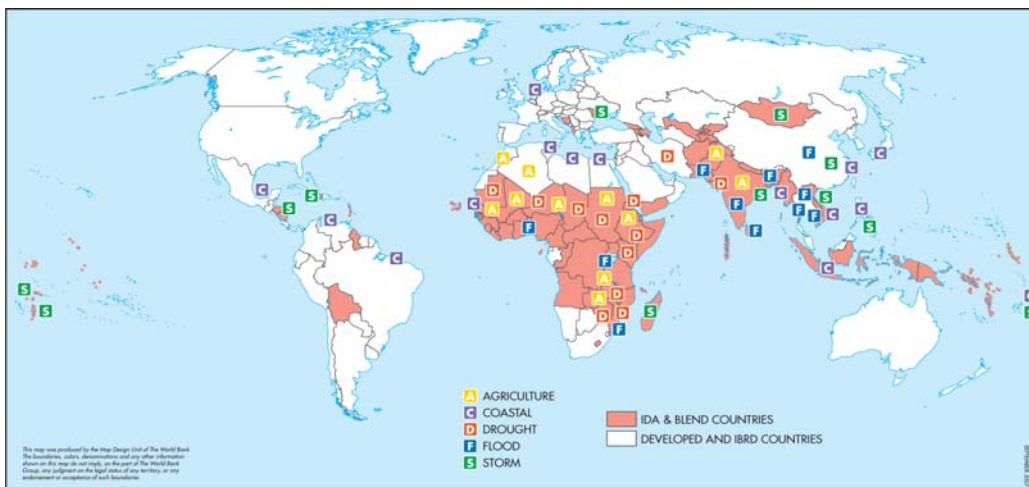 A AGRICULTURE
C COASTAL
D DROUGHT
F FLOOD
S STORM
IDA & BLEND COUNTRIES
DEVELOPED AND IBRD COUNTRIES
This map was produced by the Map Design Unit of The World Bank.
The boundaries, colors, denominations and any other information
shown on this map do not imply, on the part of The World Bank
Group, any judgment on the legal status of any territory, or any
endorsement or acceptance of such boundaries.